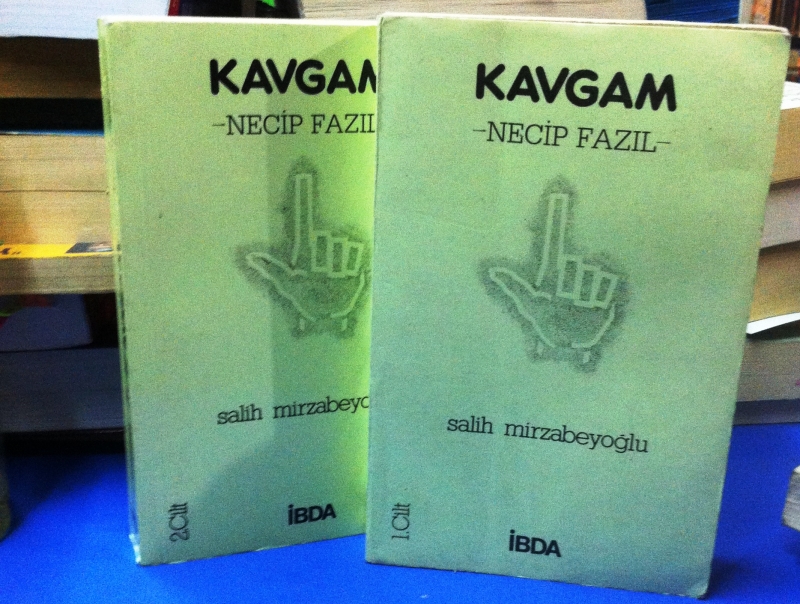 KAVGAM
-NECİP FAZIL
salih mirzabeyo
2.Cilt
İBDA
KAVGAM
-NECİP FAZIL-
salih mirzabeyoğlu
1.Cilt
İBDA